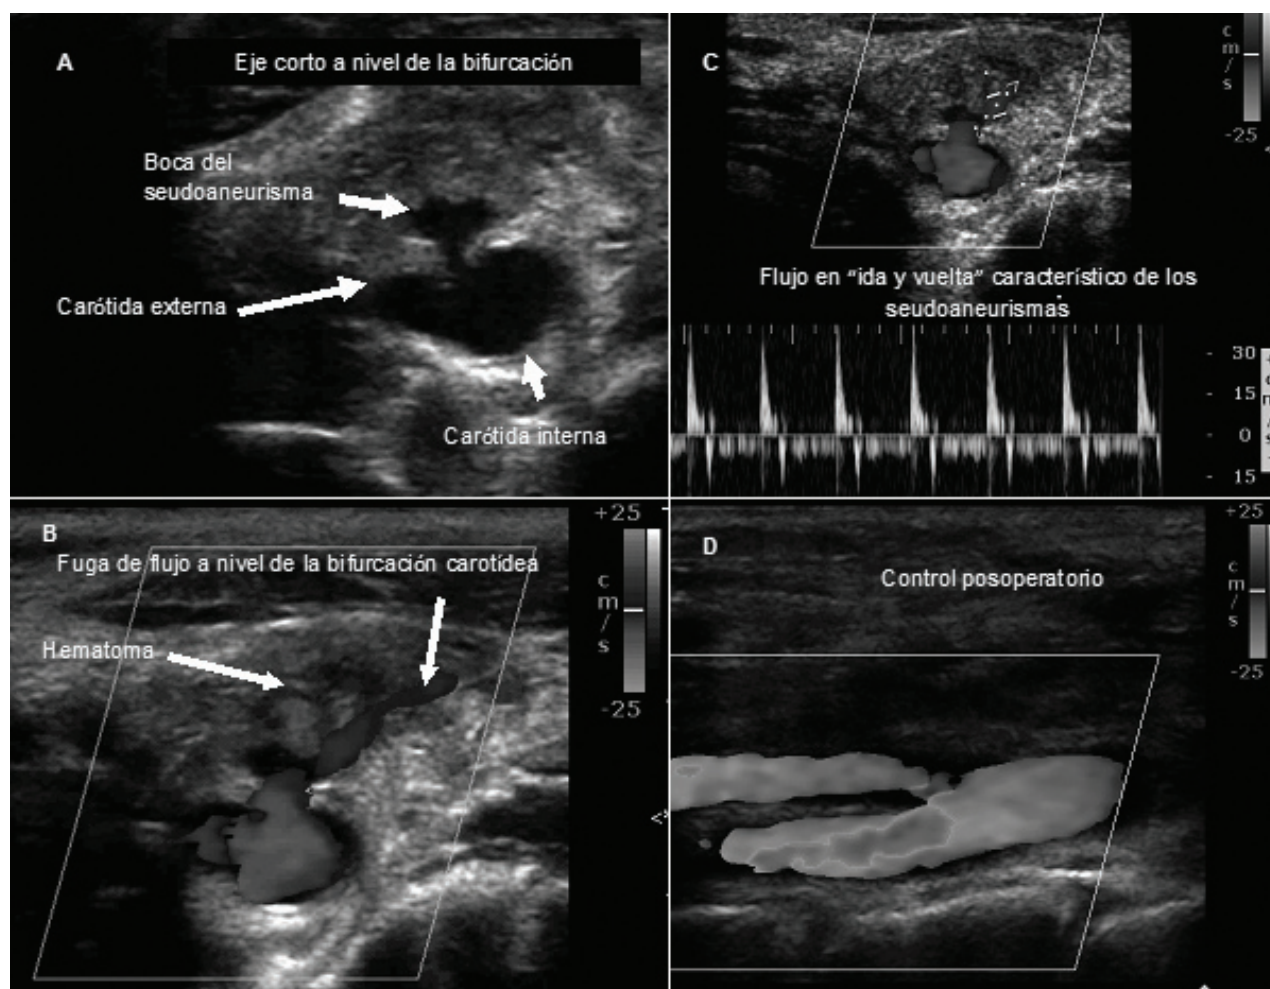 A
Eje corto a nivel de la bifurcación
Boca del
seudoaneurisma
Carótida externa
Carótida interna
C
c
m
/
s
-25
Flujo en “ida y vuelta” característico de los
seudoaneurismas
30
15
0
15
B
+25
Fuga de flujo a nivel de la bifurcación carotídea
Hematoma
c
m
/
s
-25
D
+25
Control posoperatorio
c
m
/
s
-25